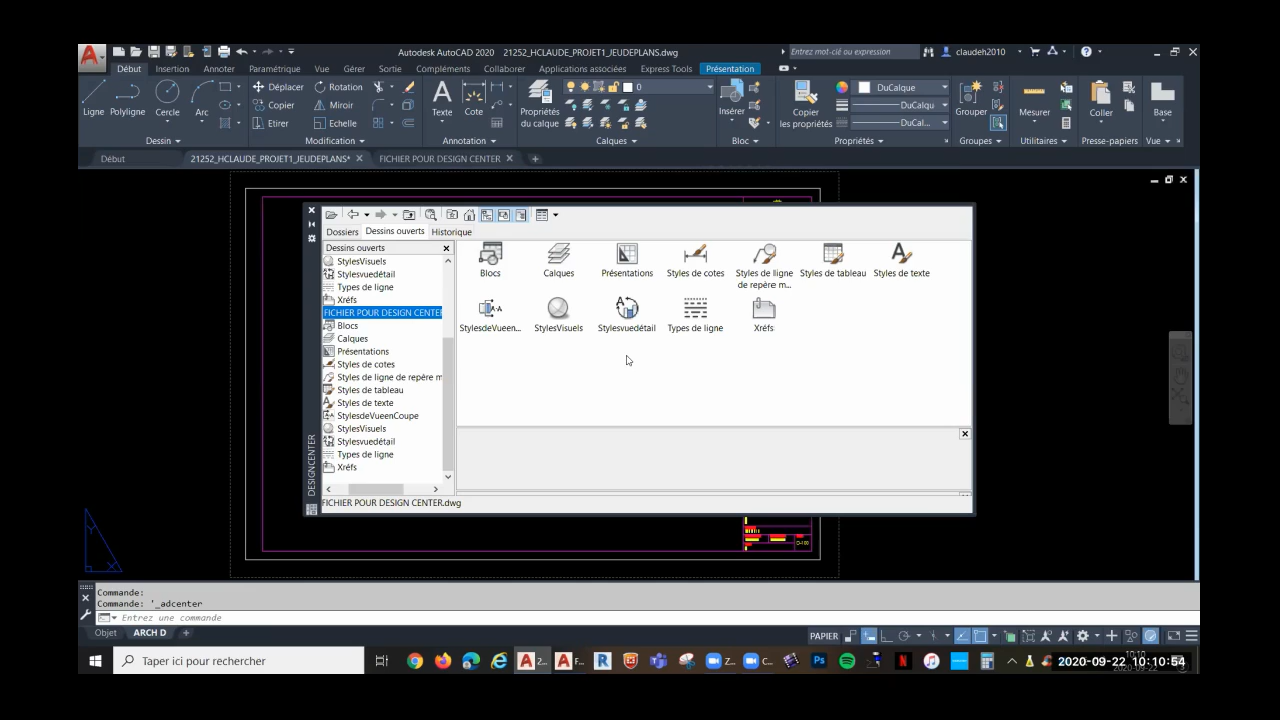 Autodesk AutoCAD 2020 21252_HCLAUDE_PROJET1_JEUDEPLANS.dwg
Entrez mot-clé ou expression
claudeh2010
Début Insertion Annoter Paramétrique Vue Gérer Sortie Compléments Collaborer Applications associées Express Tools Présentation
Ligne Polyligne Cercle Arc
Déplacer Rotation
Copier Miroir
Etirer Echelle
Texte Cote
Propriétés du calque
0
Insérer
Copier les propriétés
DuCalque
DuCalqu
DuCal...
Grouper
Mesurer
Coller
Base
Dessin Modification Annotation Calques Bloc Propriétés Groupes Utilitaires Presse-papiers Vue
Début 21252_HCLAUDE_PROJET1_JEUDEPLANS* FICHIER POUR DESIGN CENTER
Dossiers Dessins ouverts Historique
Dessins ouverts
StylesVisuels
Stylesvuedétail
Types de ligne
Xréfs
FICHIER POUR DESIGN CENTER
Blocs
Calques
Présentations
Styles de cotes
Styles de ligne de repère m
Styles de tableau
Styles de texte
StylesdeVueenCoupe
StylesVisuels
Stylesvuedétail
Types de ligne
Xréfs
Blocs Calques Présentations Styles de cotes Styles de ligne de repère m... Styles de tableau Styles de texte
StylesdeVueen... StylesVisuels Stylesvuedétail Types de ligne Xréfs
DESIGNCENTER
FICHIER POUR DESIGN CENTER.dwg
Y
X
Commande:
Commande: '_adcenter
Entrez une commande
Objet ARCH D
PAPIER
Taper ici pour rechercher
2... F... Z... C...
10:10
2020-09-22 10:10:54